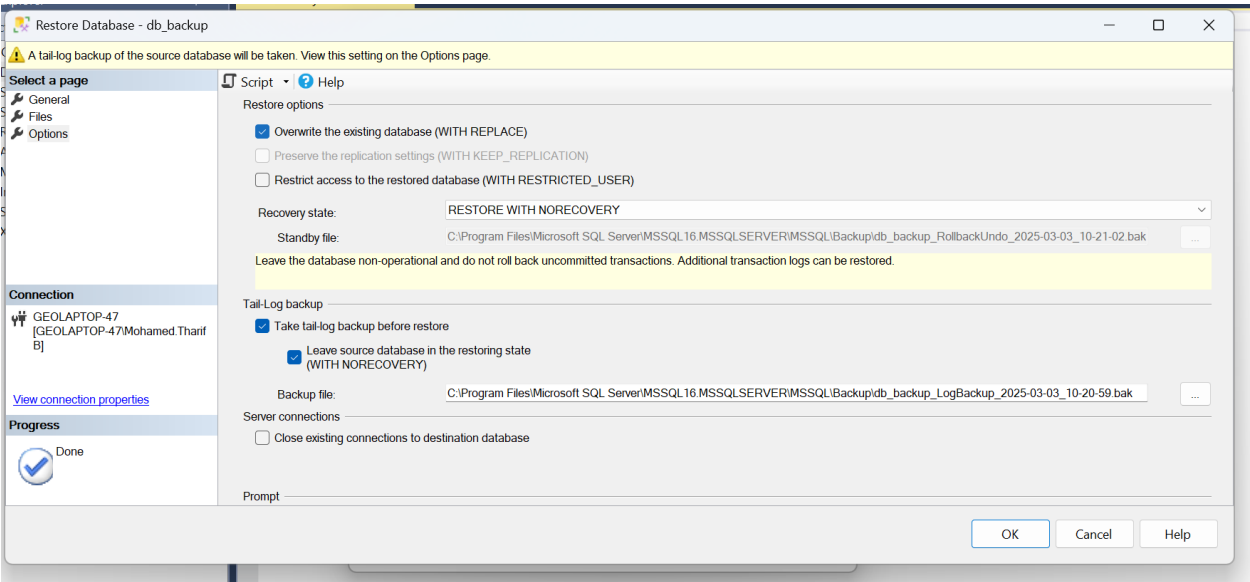 Restore Database - db_backup
A tail-log backup of the source database will be taken. View this setting on the Options page.
Select a page
General
Files
Options
Script
Help
Restore options
Overwrite the existing database (WITH REPLACE)
Preserve the replication settings (WITH KEEP_REPLICATION)
Restrict access to the restored database (WITH RESTRICTED_USER)
Recovery state:
RESTORE WITH NORECOVERY
Standby file:
C:\Program Files\Microsoft SQL Server\MSSQL16.MSSQLSERVER\MSSQL\Backup\db_backup_RollbackUndo_2025-03-03_10-21-02.bak
...
Leave the database non-operational and do not roll back uncommitted transactions. Additional transaction logs can be restored.
Tail-Log backup
Take tail-log backup before restore
Leave source database in the restoring state
(WITH NORECOVERY)
Backup file:
C:\Program Files\Microsoft SQL Server\MSSQL16.MSSQLSERVER\MSSQL\Backup\db_backup_LogBackup_2025-03-03_10-20-59.bak
...
Server connections
Close existing connections to destination database
Prompt
Connection
GEOLAPTOP-47
[GEOLAPTOP-47\Mohamed.Tharif
B]
View connection properties
Progress
Done
OK
Cancel
Help